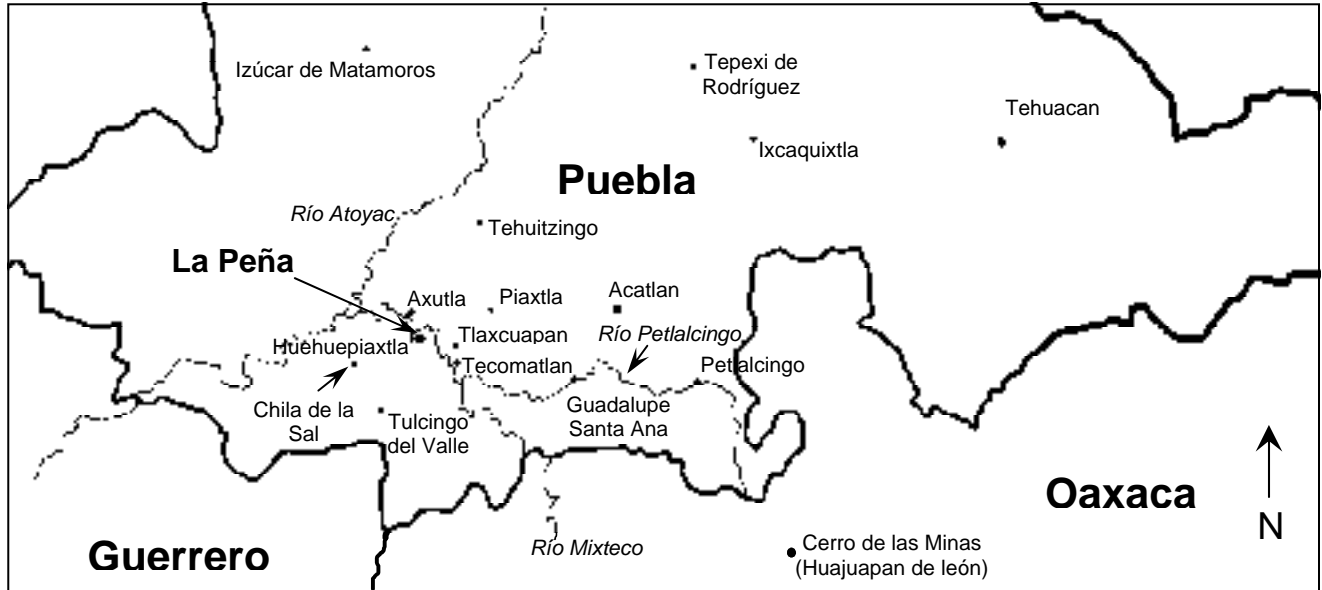 Izúcar de Matamoros
Tepexi de
Rodríguez
Tehuacan
Ixcaquixtla
Puebla
Río Atoyac
Tehuitzingo
La Peña
Axutla
Piaxtla
Acatlan
Tlaxcuapan
Río Petlalcingo
Huehuepiaxtla
Tecomatlan
Petlalcingo
Chila de la
Sal
Tulcingo
del Valle
Guadalupe
Santa Ana
Oaxaca
N
Guerrero
Río Mixteco
Cerro de las Minas
(Huajuapan de león)